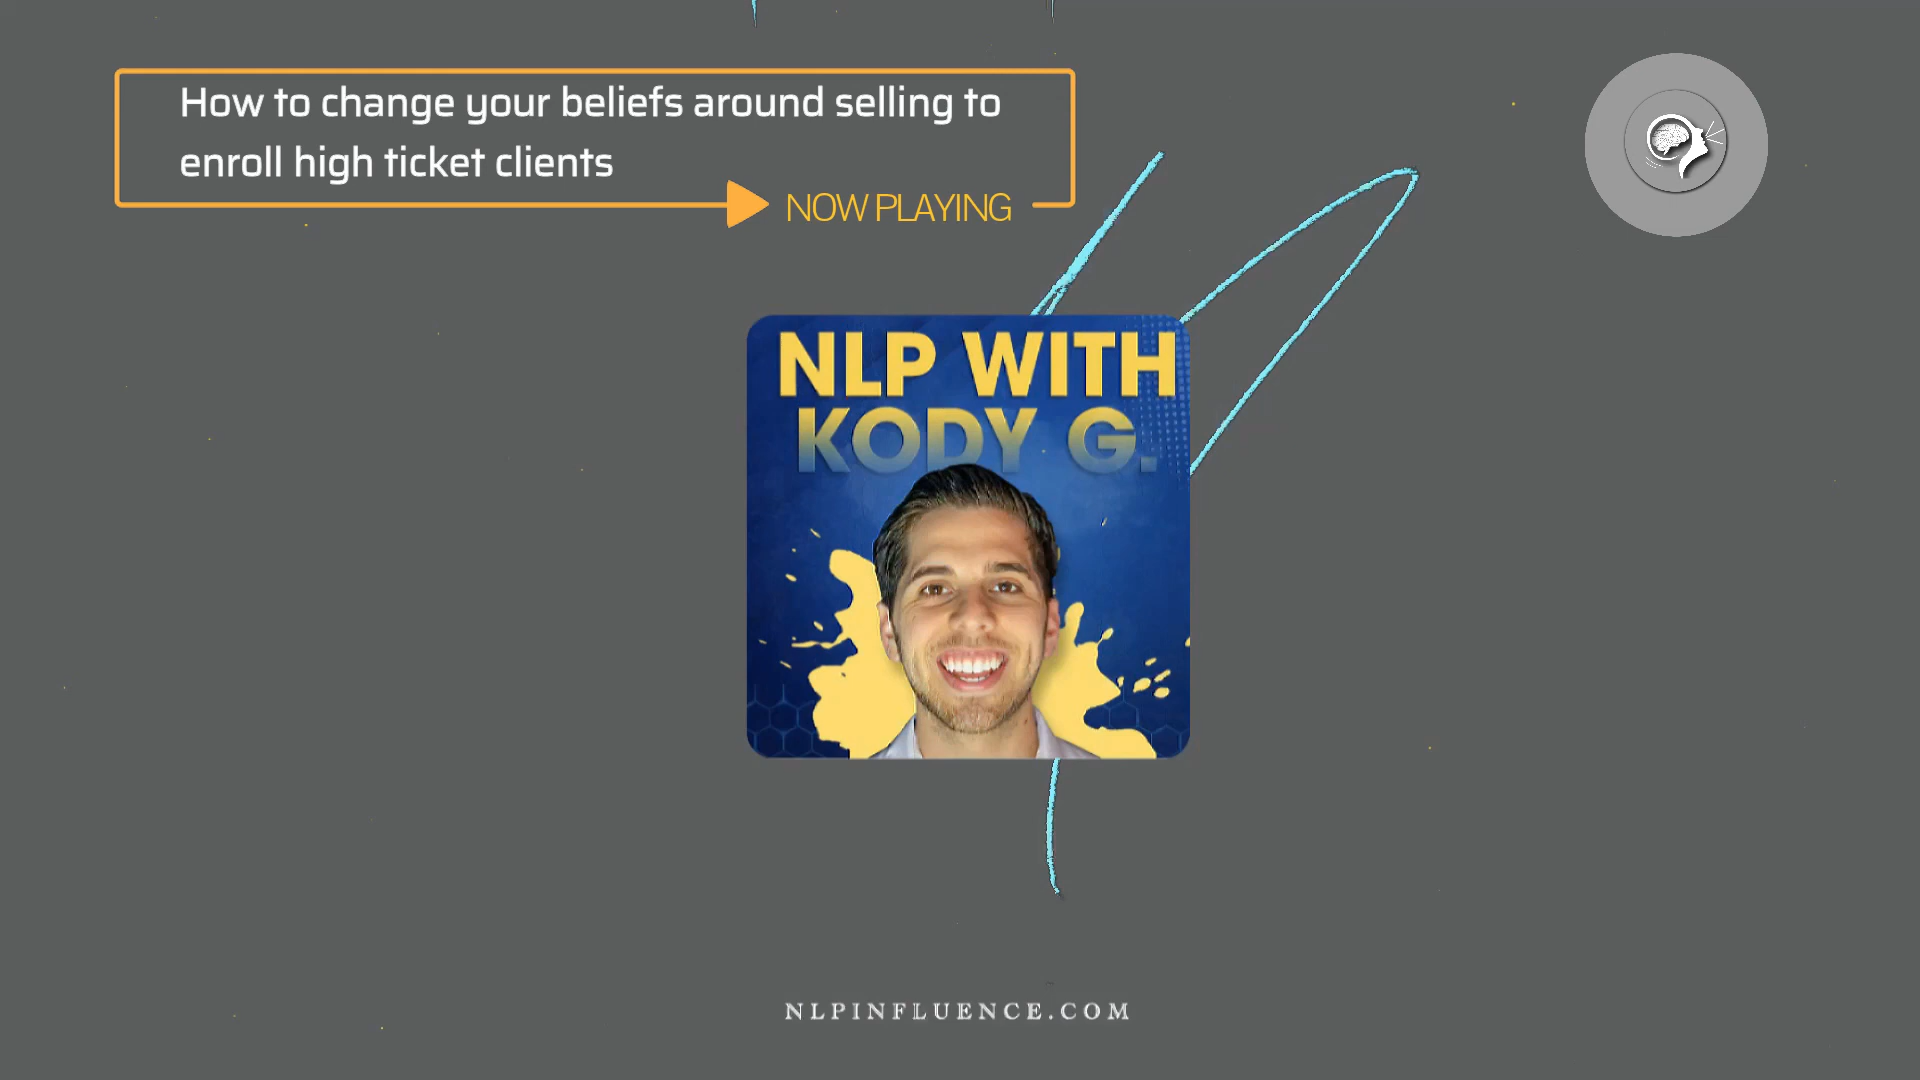 How to change your beliefs around selling to
enroll high ticket clients
NOW PLAYING
NLP WITH
KODY G.
NLPINFLUENCE.COM